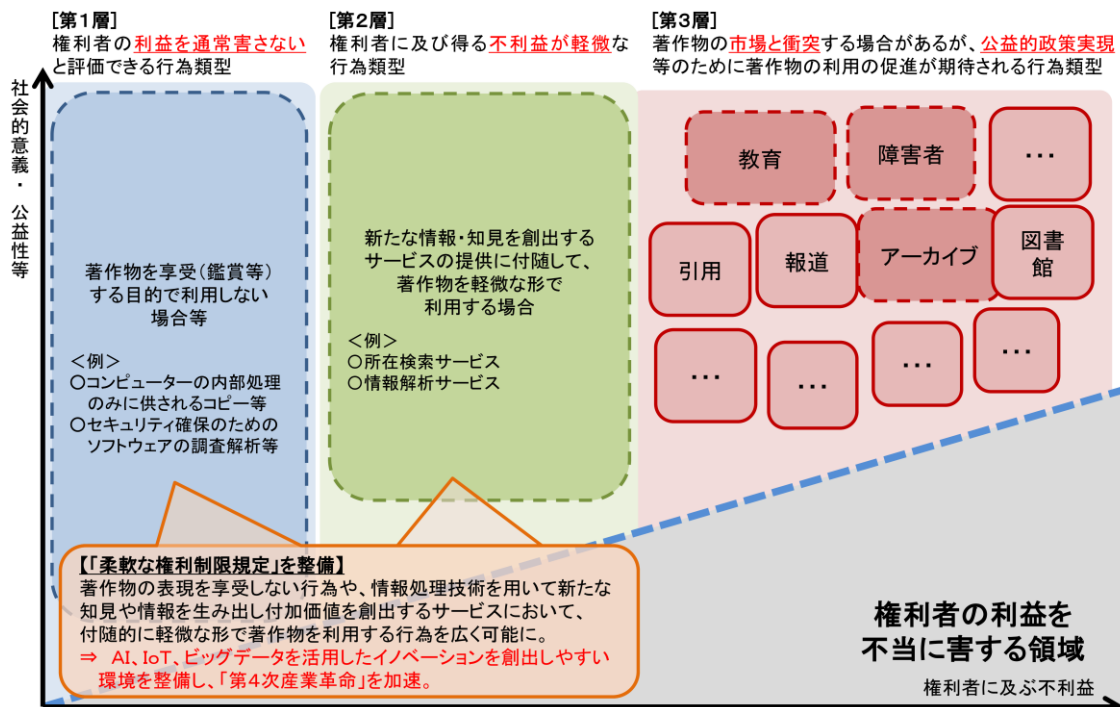 [第1層]
権利者の利益を通常害さない
と評価できる行為類型
[第2層]
権利者に及び得る不利益が軽微な
行為類型
[第3層]
著作物の市場と衝突する場合があるが、公益的政策実現
等のために著作物の利用の促進が期待される行為類型
社会的意義・公益性等
著作物を享受(鑑賞等)
する目的で利用しない
場合等
<例>
○コンピューターの内部処理
のみに供されるコピー等
○セキュリティ確保のための
ソフトウェアの調査解析等
新たな情報・知見を創出する
サービスの提供に付随して、
著作物を軽微な形で
利用する場合
<例>
○所在検索サービス
○情報解析サービス
教育
障害者
…
引用
報道
アーカイブ
図書
館
…
…
…
…
【「柔軟な権利制限規定」を整備】
著作物の表現を享受しない行為や、情報処理技術を用いて新たな
知見や情報を生み出し付加価値を創出するサービスにおいて、
付随的に軽微な形で著作物を利用する行為を広く可能に。
⇒ AI、IoT、ビッグデータを活用したイノベーションを創出しやすい
環境を整備し、「第4次産業革命」を加速。
権利者の利益を
不当に害する領域
権利者に及ぶ不利益